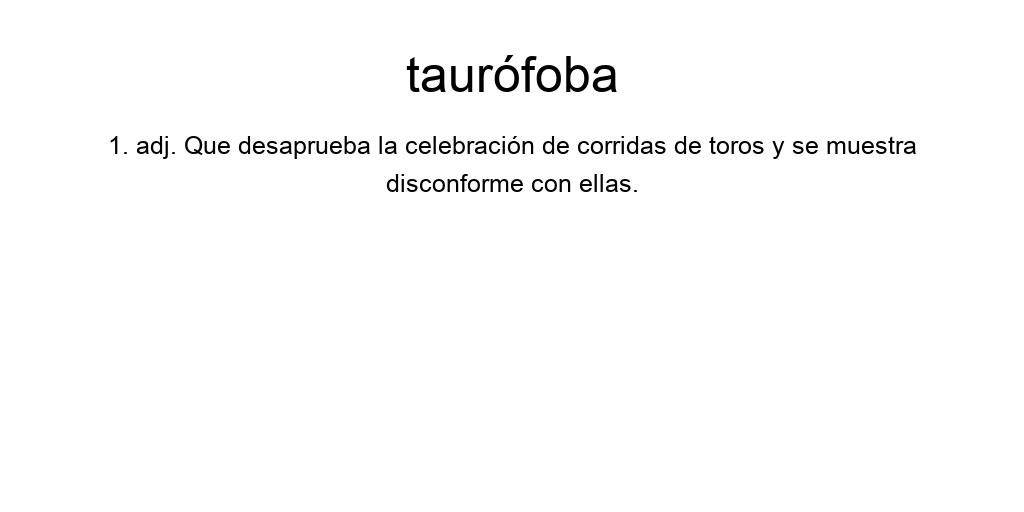 taurófoba
1. adj. Que desaprueba la celebración de corridas de toros y se muestra
disconforme con ellas.